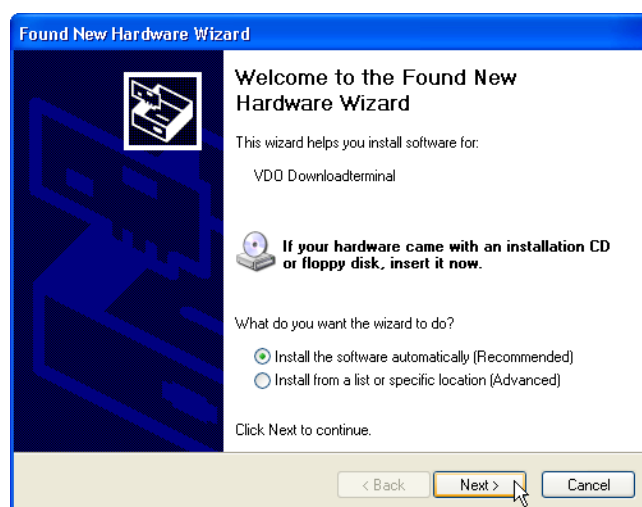 Found New Hardware Wizard
Welcome to the Found New
Hardware Wizard
This wizard helps you install software for:
VDO Downloadterminal
If your hardware came with an installation CD
or floppy disk, insert it now.
What do you want the wizard to do?
Install the software automatically (Recommended)
Install from a list or specific location (Advanced)
Click Next to continue.
< Back Next > Cancel